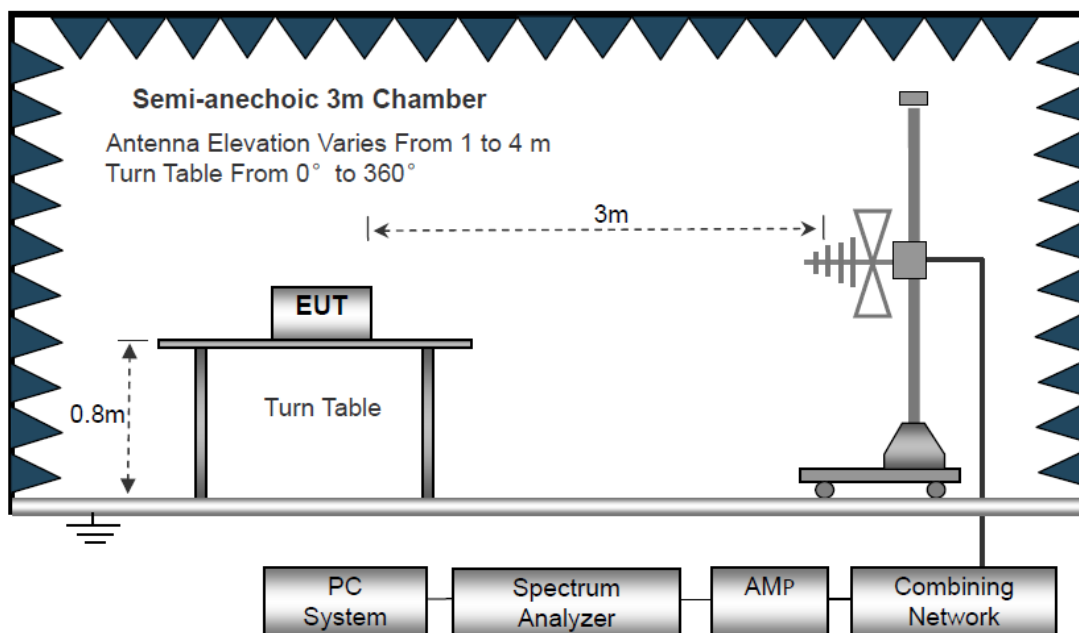 Semi-anechoic 3m Chamber
Antenna Elevation Varies From 1 to 4 m
Turn Table From 0° to 360°
3m
EUT
0.8m
Turn Table
PC
System
Spectrum
Analyzer
AMP
Combining
Network